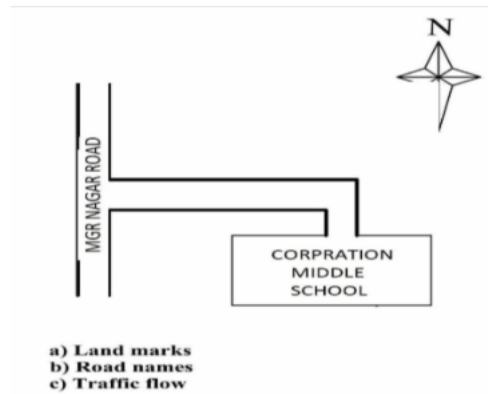 N
MGR NAGAR ROAD
CORPRATION
MIDDLE
SCHOOL
a) Land marks
b) Road names
c) Traffic flow